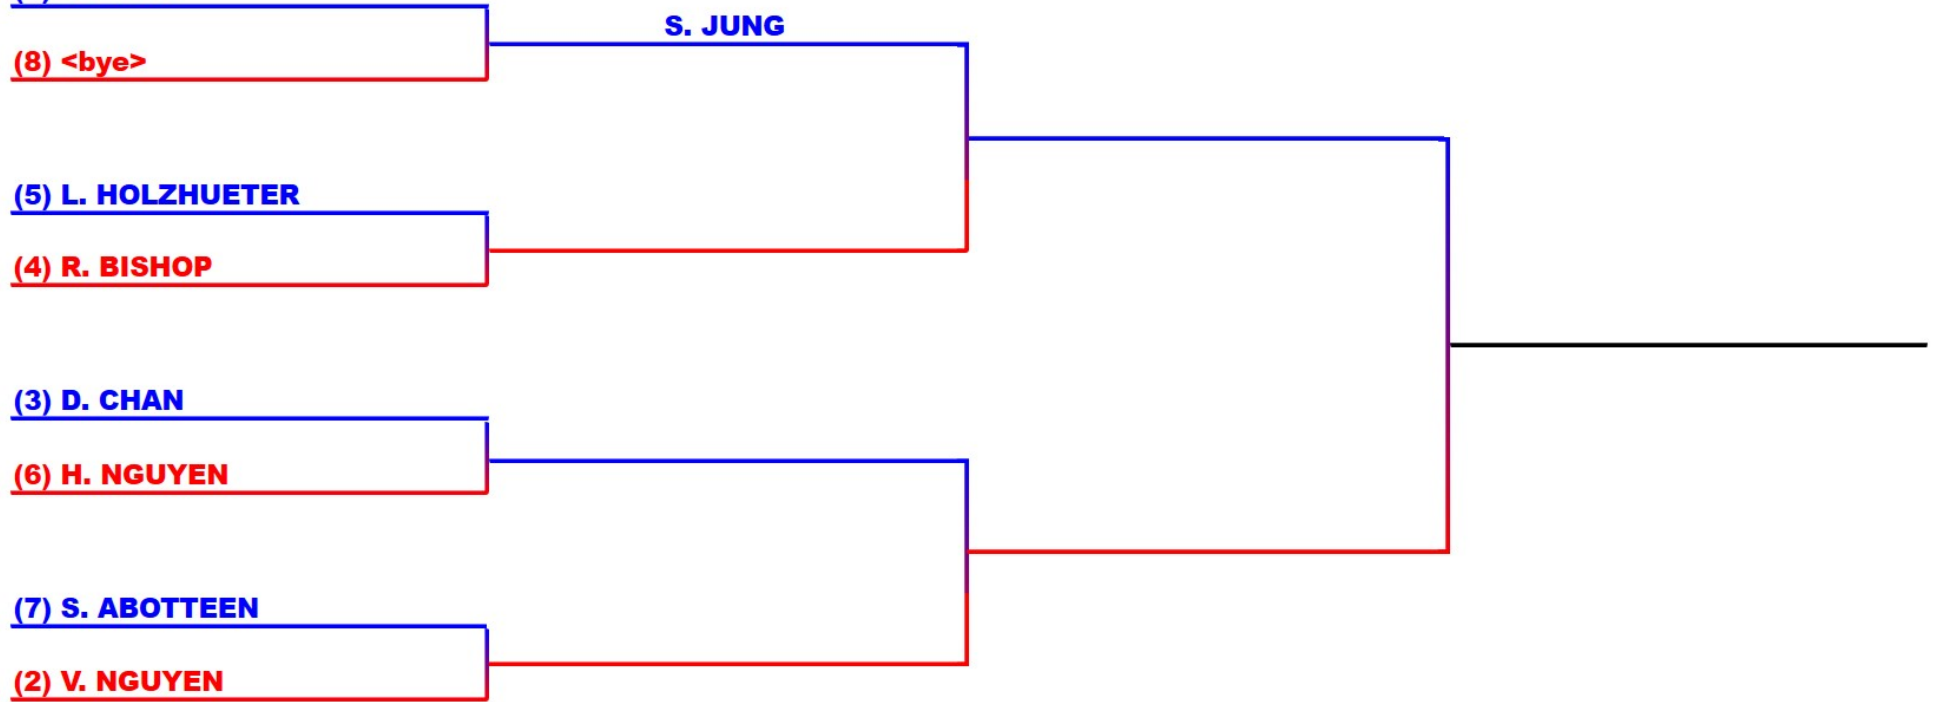 (8) <bye>
S. JUNG
(5) L. HOLZHUETER
(4) R. BISHOP
(3) D. CHAN
(6) H. NGUYEN
(7) S. ABOTTEEN
(2) V. NGUYEN